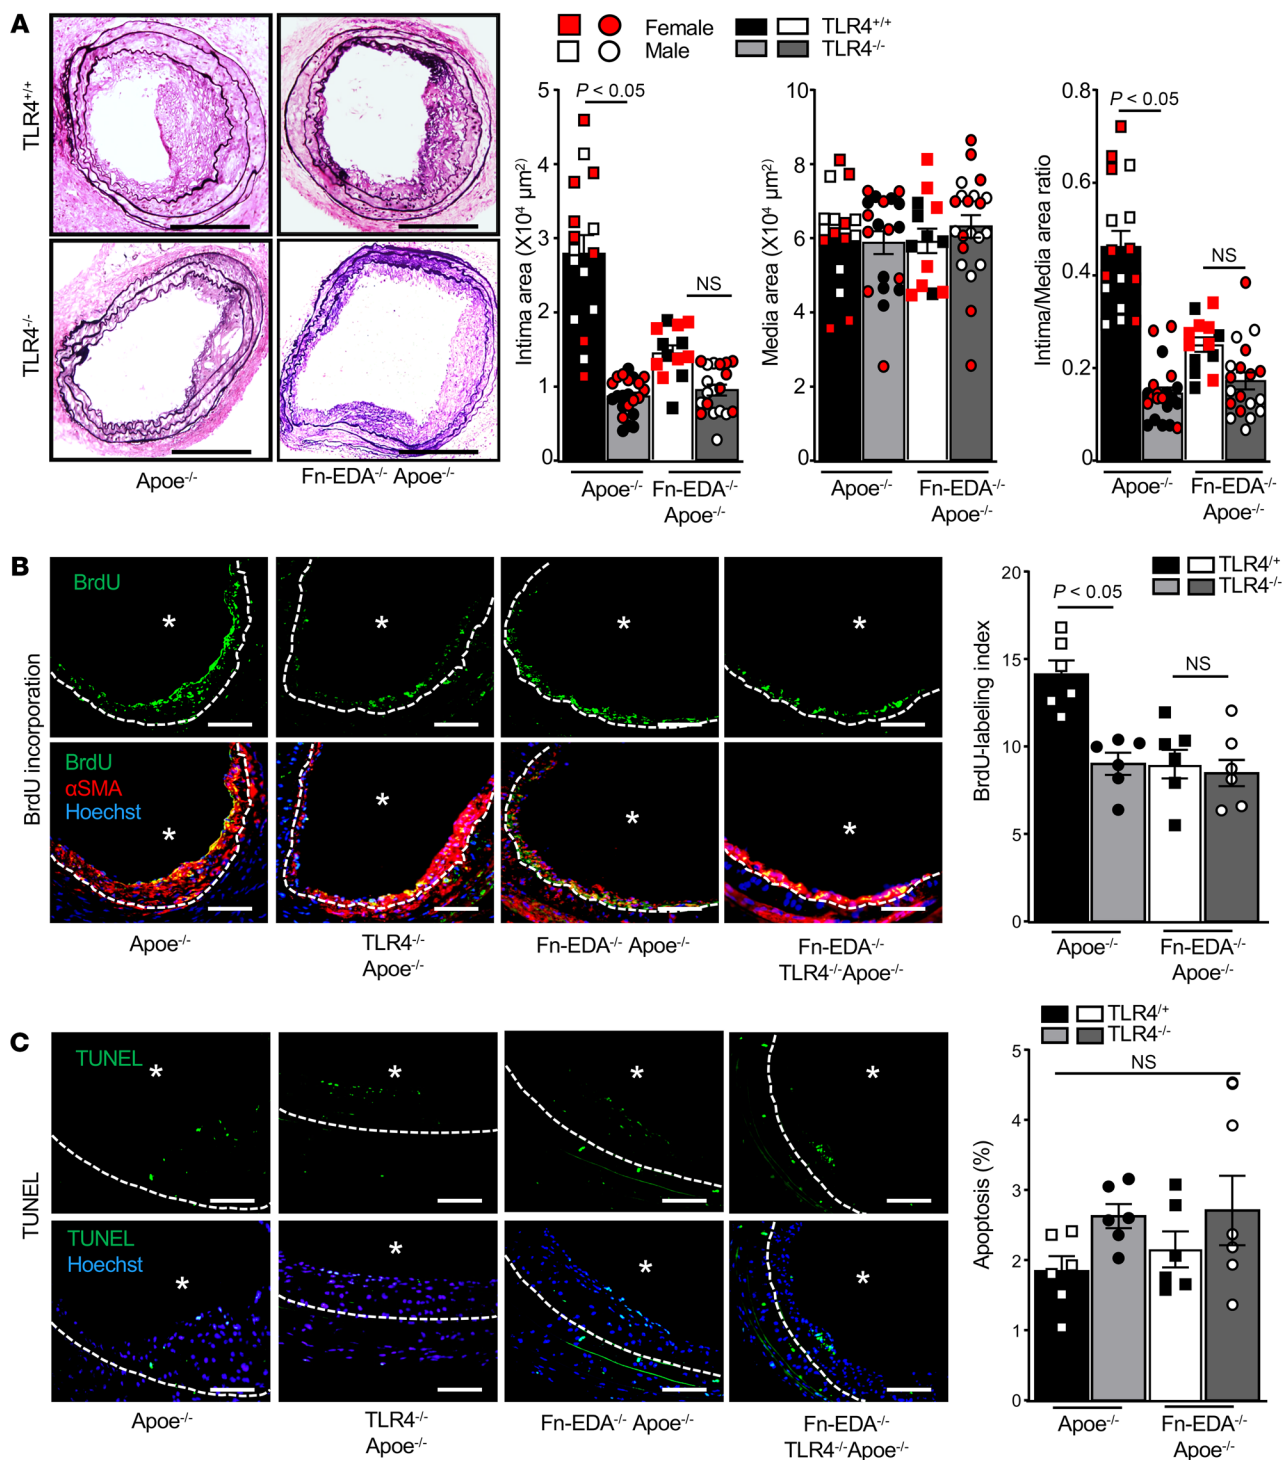 A
TLR4+/+
TLR4-/-
Apoe-/-
Fn-EDA-/- Apoe-/-
Female
Male
TLR4+/+
TLR4-/-
Intima area (X10⁴ µm²)
5
4
3
2
1
0
P < 0.05
NS
Apoe-/-
Fn-EDA-/-
Apoe-/-
Media area (X10⁴ µm²)
10
8
6
4
2
0
Apoe-/-
Fn-EDA-/-
Apoe-/-
Intima/Media area ratio
0.8
0.6
0.4
0.2
0
P < 0.05
NS
Apoe-/-
Fn-EDA-/-
Apoe-/-
B
BrdU incorporation
BrdU
*
*
*
*
BrdU
αSMA
Hoechst
*
*
*
*
Apoe-/-
TLR4-/-
Apoe-/-
Fn-EDA-/- Apoe-/-
Fn-EDA-/-
TLR4-/-Apoe-/-
TLR4/+
TLR4-/-
BrdU-labeling index
20
15
10
5
0
P < 0.05
NS
Apoe-/-
Fn-EDA-/-
Apoe-/-
C
TUNEL
TUNEL
*
*
*
*
TUNEL
Hoechst
*
*
*
*
Apoe-/-
TLR4-/-
Apoe-/-
Fn-EDA-/- Apoe-/-
Fn-EDA-/-
TLR4-/-Apoe-/-
TLR4/+
TLR4-/-
Apoptosis (%)
5
4
3
2
1
0
NS
Apoe-/-
Fn-EDA-/-
Apoe-/-